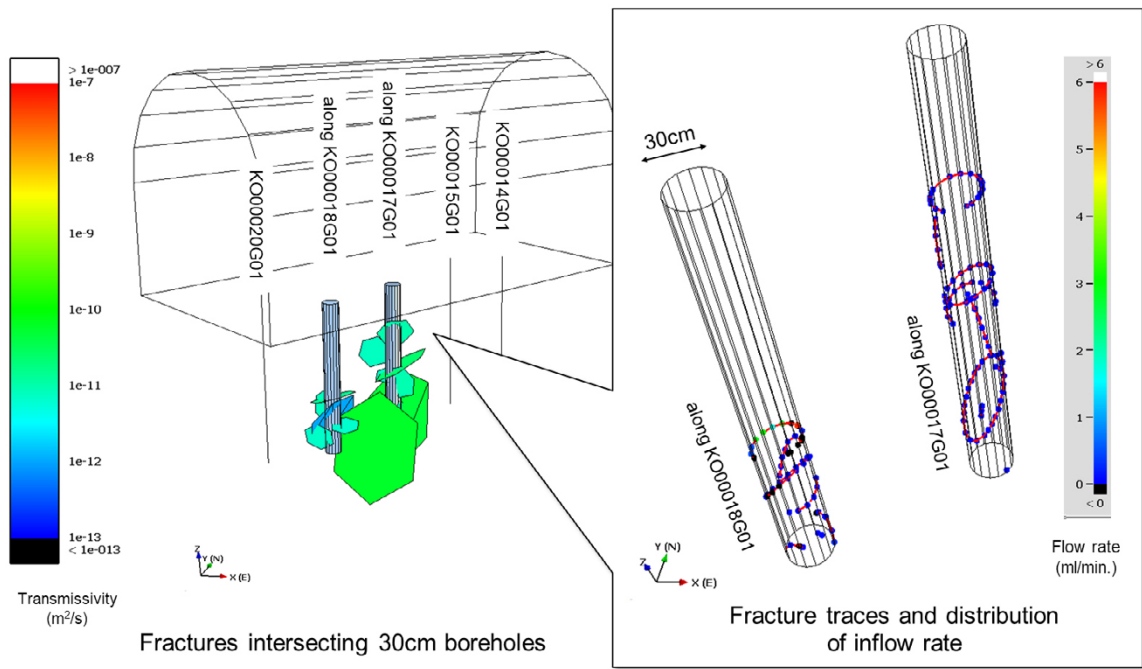 > 1e-007
1e-7
1e-8
1e-9
1e-10
1e-11
1e-12
1e-13
< 1e-013
Transmissivity
(m²/s)
KO00020G01
along KO00018G01
along KO00017G01
KO00015G01
KO00014G01
Z
Y (N)
X (E)
Fractures intersecting 30cm boreholes
30cm
along KO00018G01
along KO00017G01
Z
Y (N)
X (E)
> 6
6
5
4
3
2
1
0
< 0
Flow rate
(ml/min.)
Fracture traces and distribution
of inflow rate